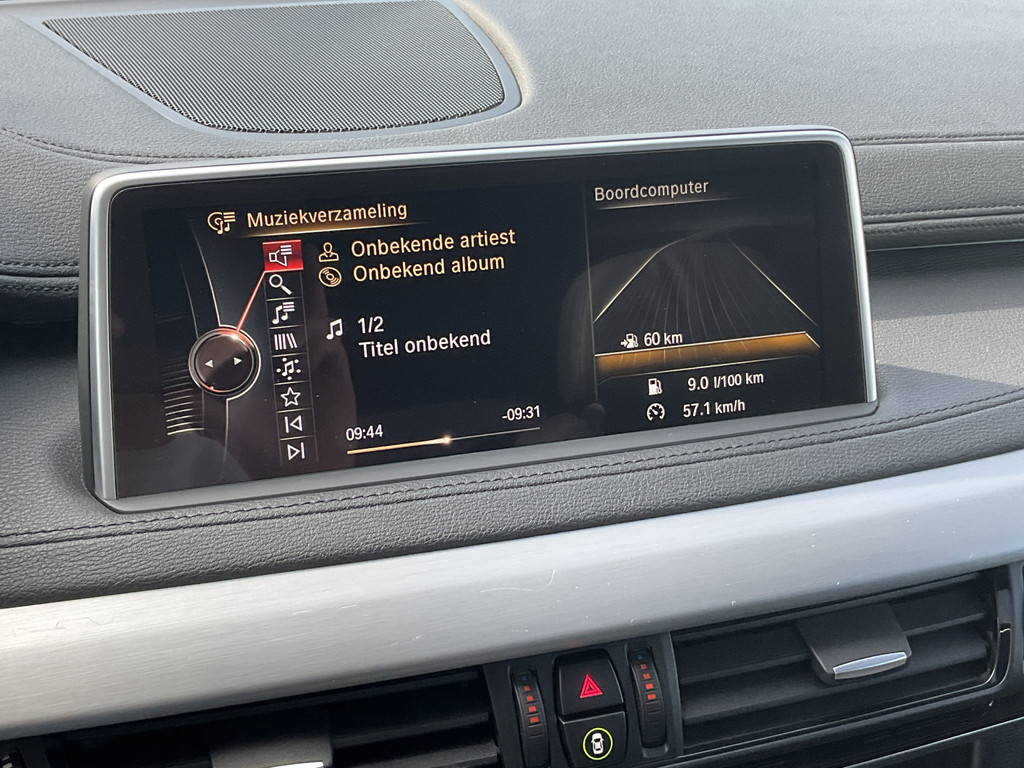 Muziekverzameling
Onbekende artiest
Onbekend album
1/2
Titel onbekend
09:44
-09:31
Boordcomputer
60 km
9.0 l/100 km
57.1 km/h